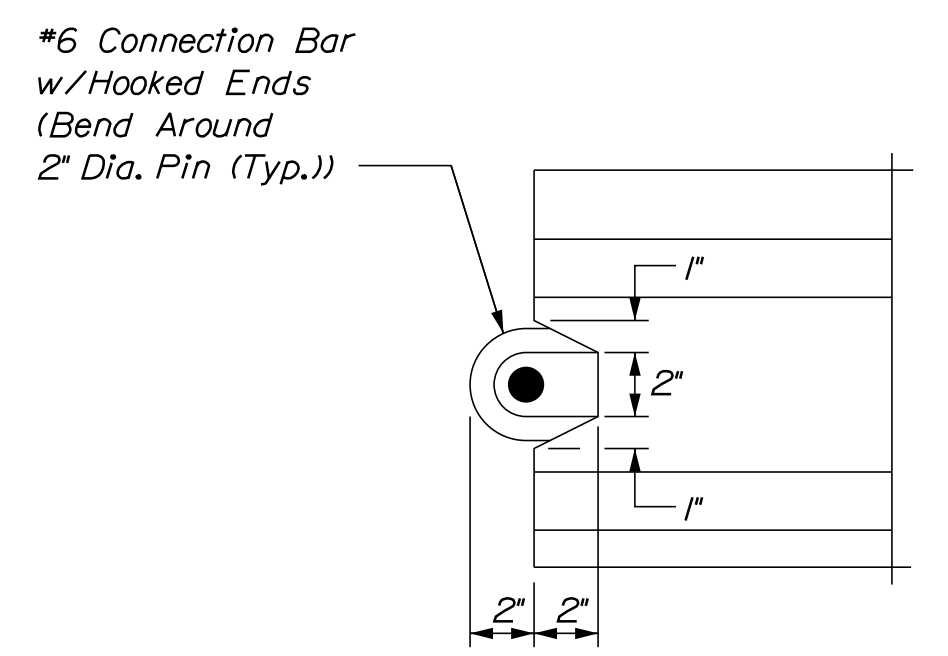 #6 Connection Bar
w/Hooked Ends
(Bend Around
2" Dia. Pin (Typ.))
1"
2"
1"
2" 2"